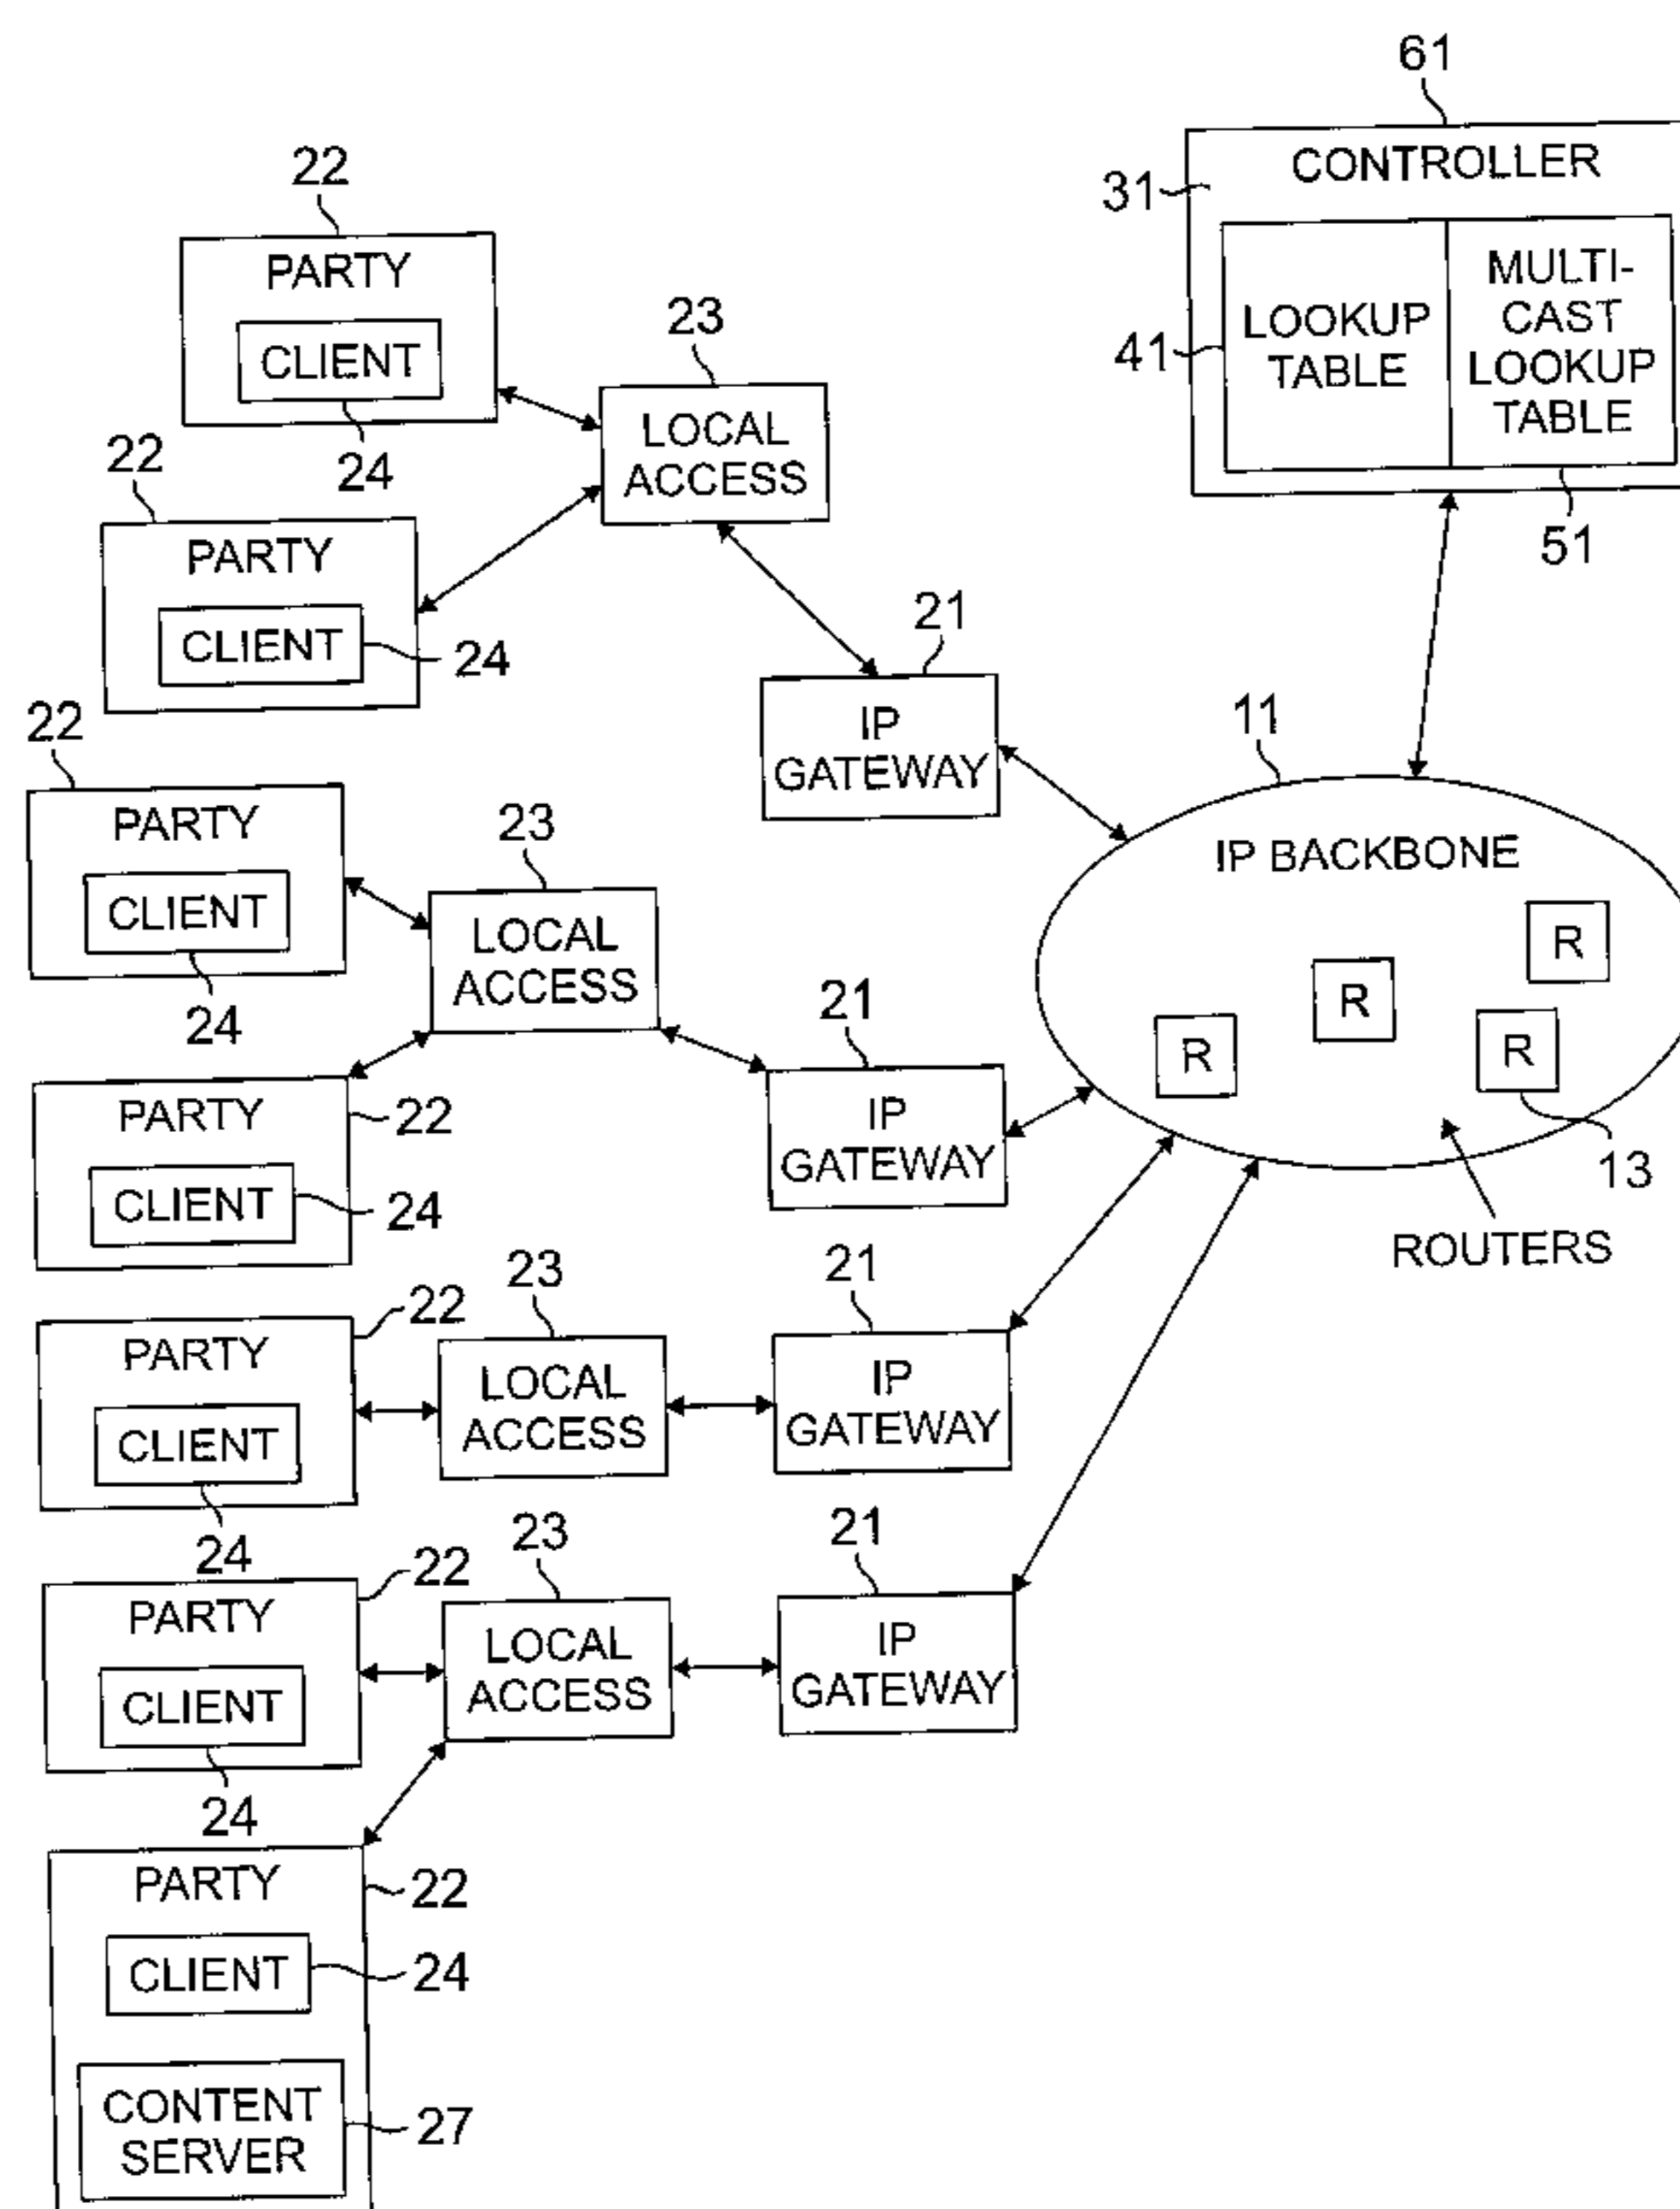 61
CONTROLLER
31
LOOKUP
TABLE
41
MULTI-
CAST
LOOKUP
TABLE
51
22
PARTY
CLIENT
24
23
LOCAL
ACCESS
22
PARTY
CLIENT
24
21
IP
GATEWAY
11
IP BACKBONE
R
R
R
R
13
ROUTERS
22
PARTY
CLIENT
24
23
LOCAL
ACCESS
21
IP
GATEWAY
PARTY
22
CLIENT
24
22
PARTY
CLIENT
24
23
LOCAL
ACCESS
21
IP
GATEWAY
22
PARTY
CLIENT
24
23
LOCAL
ACCESS
21
IP
GATEWAY
PARTY
22
CLIENT
24
CONTENT
SERVER
27